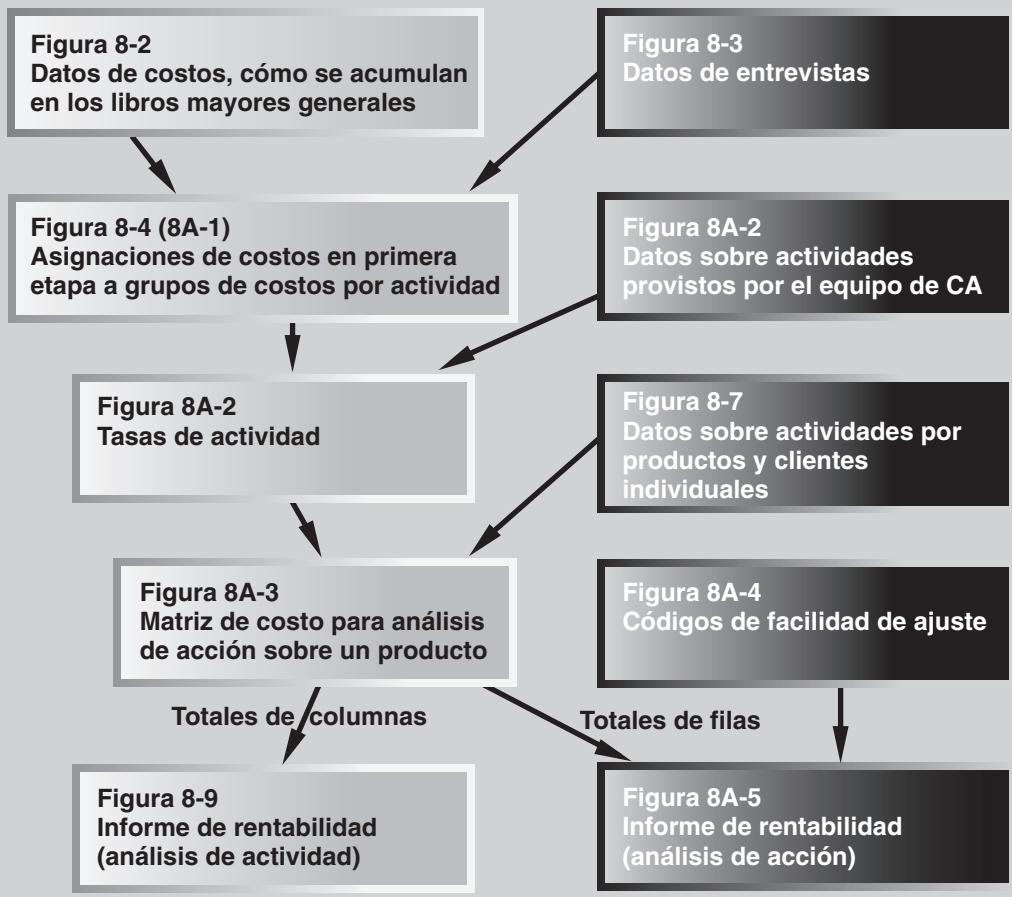 Figura 8-2
Datos de costos, cómo se acumulan
en los libros mayores generales
Figura 8-3
Datos de entrevistas
Figura 8-4 (8A-1)
Asignaciones de costos en primera
etapa a grupos de costos por actividad
Figura 8A-2
Datos sobre actividades
provistos por el equipo de CA
Figura 8A-2
Tasas de actividad
Figura 8-7
Datos sobre actividades por
productos y clientes
individuales
Figura 8A-3
Matriz de costo para análisis
de acción sobre un producto
Figura 8A-4
Códigos de facilidad de ajuste
Totales de columnas
Totales de filas
Figura 8-9
Informe de rentabilidad
(análisis de actividad)
Figura 8A-5
Informe de rentabilidad
(análisis de acción)